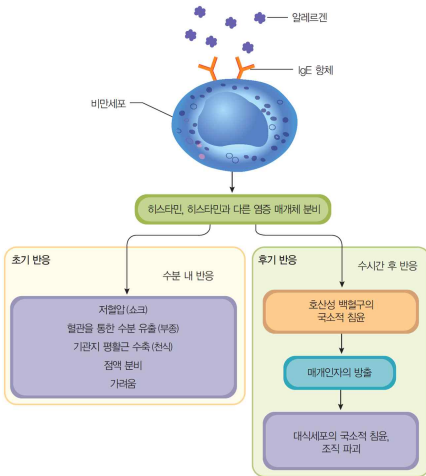 알레르겐
IgE 항체
비만세포
히스타민, 히스타민과 다른 염증 매개체 분비
초기 반응
수분 내 반응
저혈압(쇼크)
혈관을 통한 수분 유출(부종)
기관지 평활근 수축(천식)
점액 분비
가려움
후기 반응
수시간 후 반응
호산성 백혈구의
국소적 침윤
매개인자의 방출
대식세포의 국소적 침윤,
조직 파괴